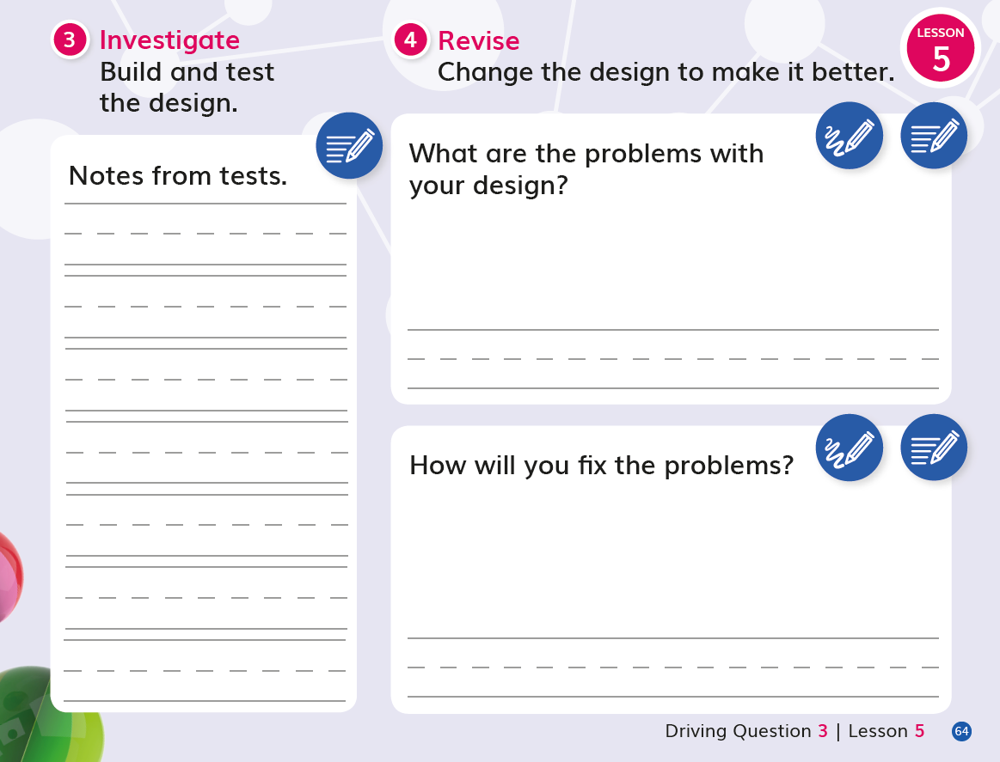 3 Investigate
Build and test
the design.
Notes from tests.
4 Revise
Change the design to make it better.
LESSON
5
What are the problems with
your design?
How will you fix the problems?
Driving Question 3 | Lesson 5 64